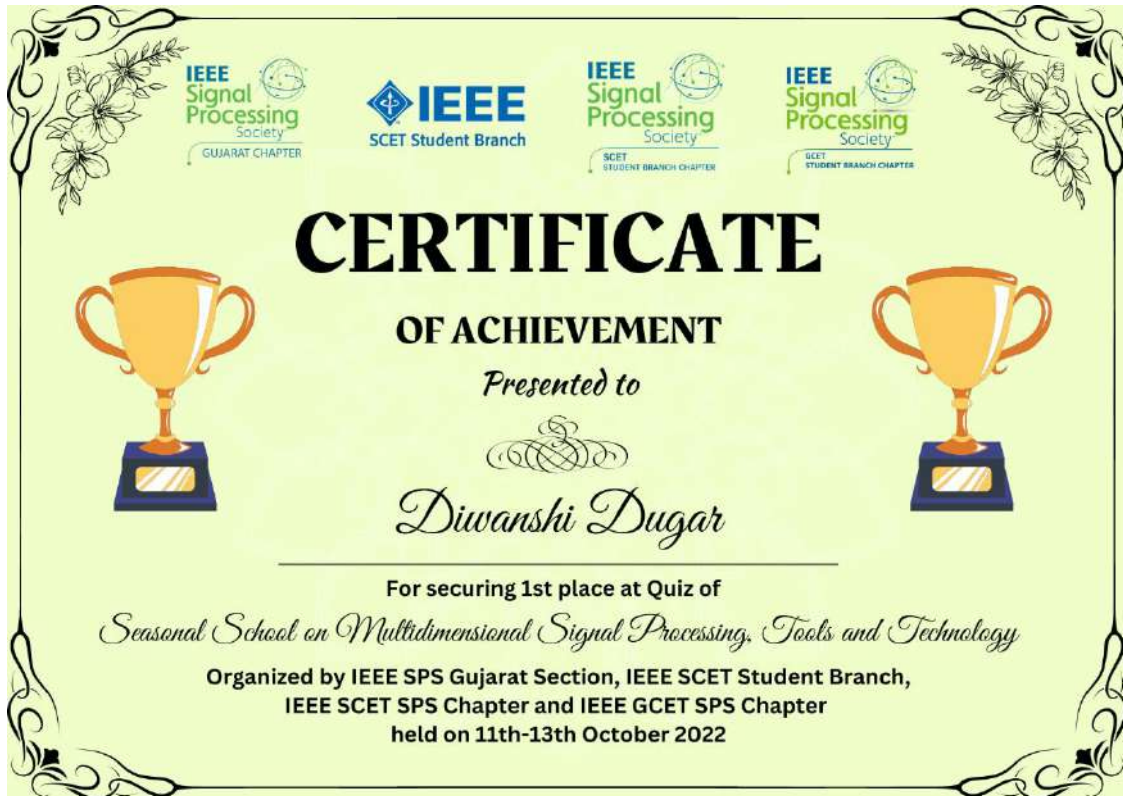 IEEE
Signal
Processing
Society
GUJARAT CHAPTER
IEEE
SCET Student Branch
IEEE
Signal
Processing
Society
SCET
STUDENT BRANCH CHAPTER
IEEE
Signal
Processing
Society
GCET
STUDENT BRANCH CHAPTER
CERTIFICATE
OF ACHIEVEMENT
Presented to
Diwanshi Dugar
For securing 1st place at Quiz of
Seasonal School on Multidimensional Signal Processing, Tools and Technology
Organized by IEEE SPS Gujarat Section, IEEE SCET Student Branch,
IEEE SCET SPS Chapter and IEEE GCET SPS Chapter
held on 11th-13th October 2022